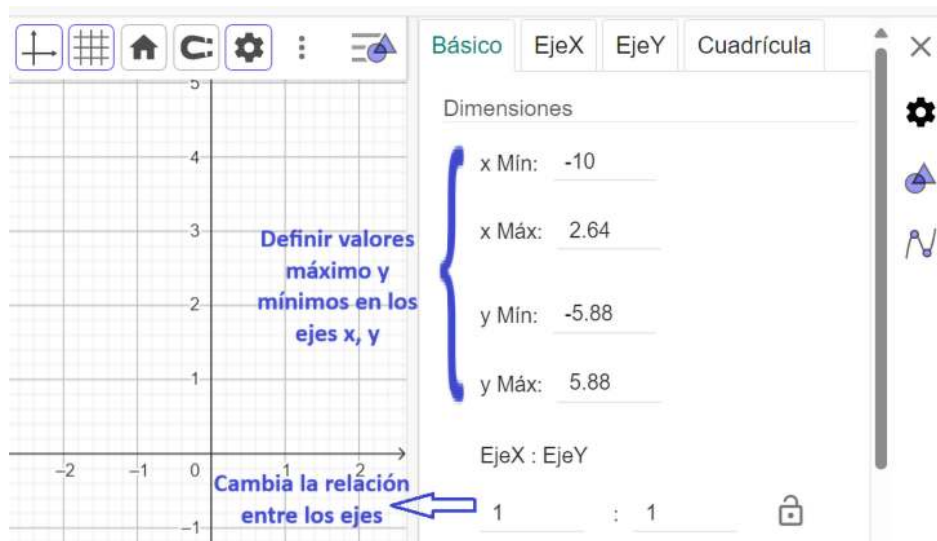 Básico EjeX EjeY Cuadrícula
Dimensiones
x Mín: -10
x Máx: 2.64
y Mín: -5.88
y Máx: 5.88
EjeX : EjeY
1 : 1
5
4
3
2
1
-2 -1 0 1 2
-1
Definir valores
máximo y
mínimos en los
ejes x, y
Cambia la relación
entre los ejes